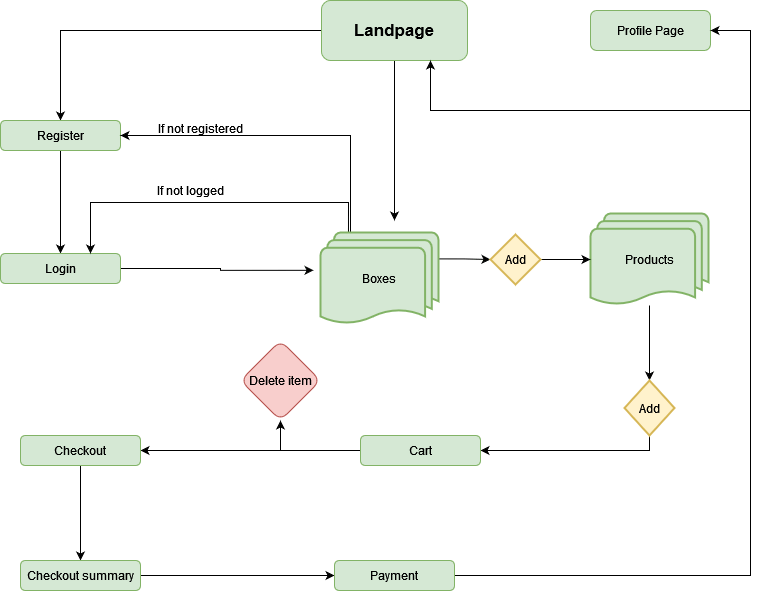 Landpage
Profile Page
Register
If not registered
If not logged
Login
Boxes
Add
Products
Delete item
Add
Checkout
Cart
Checkout summary
Payment